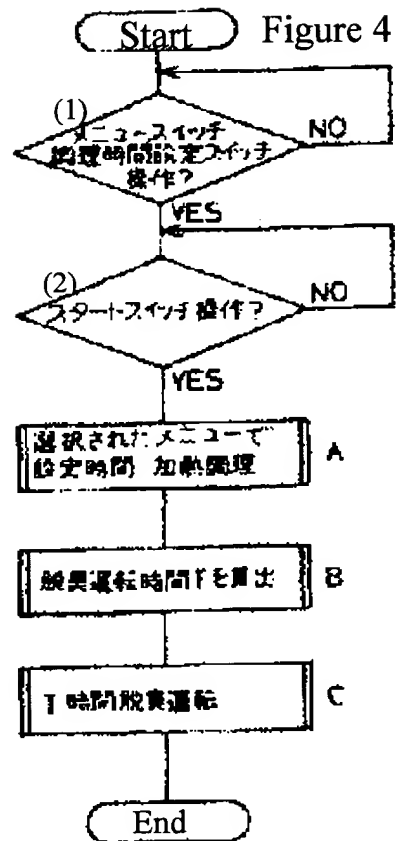 Start
Figure 4
(1)
メニュースイッチ
調理時間設定スイッチ
操作?
NO
YES
(2)
スタートスイッチ操作?
NO
YES
選択されたメニューで
設定時間 加熱調理
A
脱臭運転時間Tを算出
B
T時間脱臭運転
C
End